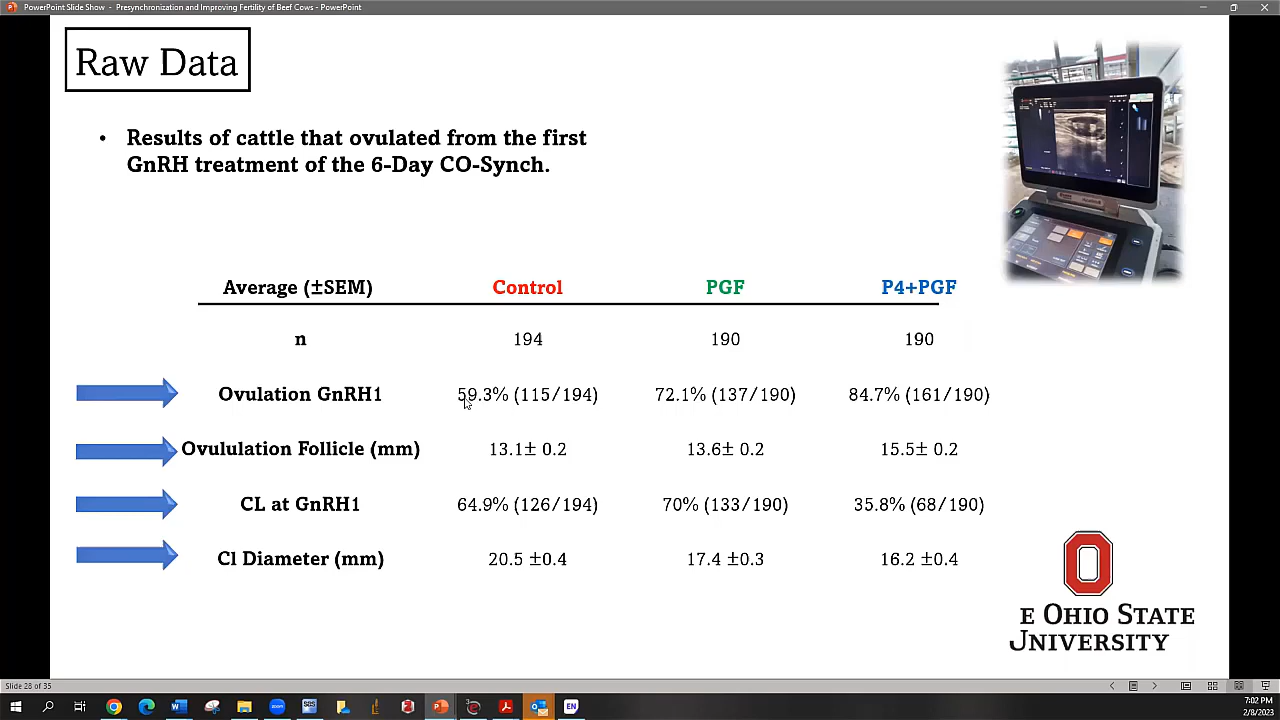 PowerPoint Slide Show - Presynchronization and Improving Fertility of Beef Cows - PowerPoint
Raw Data
• Results of cattle that ovulated from the first
GnRH treatment of the 6-Day CO-Synch.
Average (±SEM) Control PGF P4+PGF
n 194 190 190
Ovulation GnRH1 59.3% (115/194) 72.1% (137/190) 84.7% (161/190)
Ovululation Follicle (mm) 13.1± 0.2 13.6± 0.2 15.5± 0.2
CL at GnRH1 64.9% (126/194) 70% (133/190) 35.8% (68/190)
Cl Diameter (mm) 20.5 ±0.4 17.4 ±0.3 16.2 ±0.4
E OHIO STATE
UNIVERSITY
Slide 28 of 35
EN
7:02 PM
2/8/2023